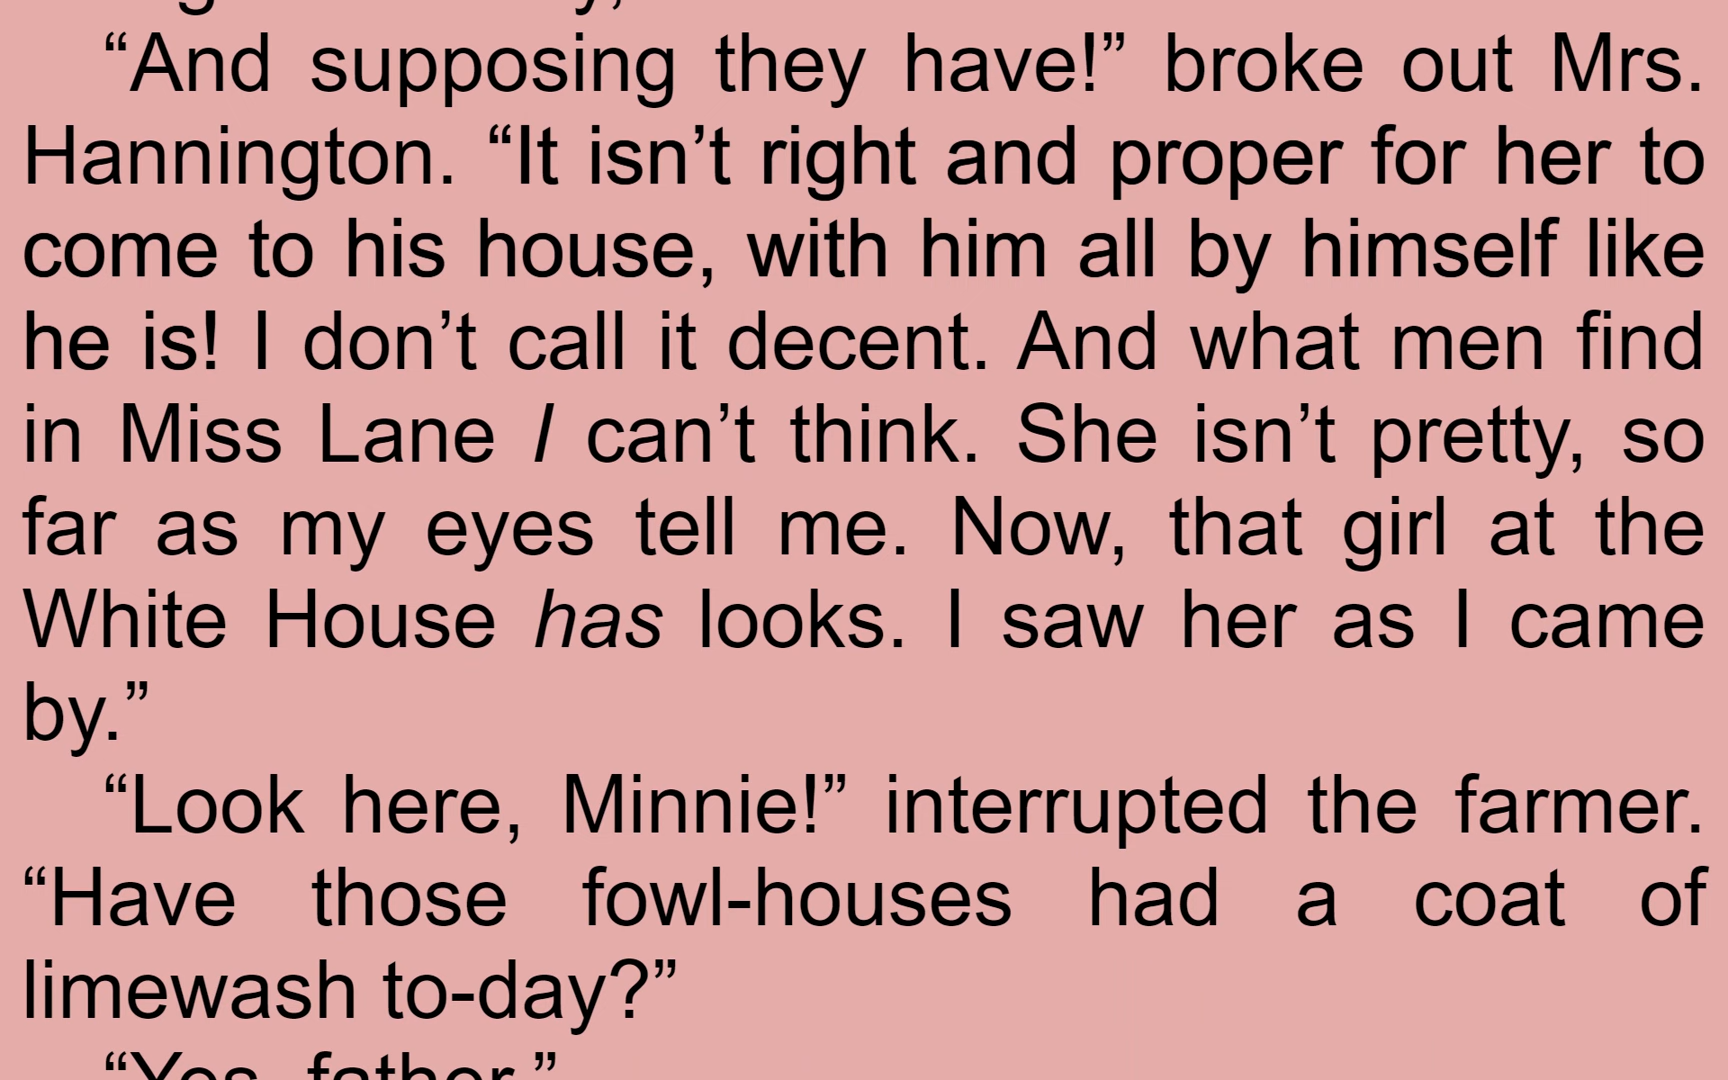 “And supposing they have!” broke out Mrs.
Hannington. “It isn’t right and proper for her to
come to his house, with him all by himself like
he is! I don’t call it decent. And what men find
in Miss Lane I can’t think. She isn’t pretty, so
far as my eyes tell me. Now, that girl at the
White House has looks. I saw her as I came
by.”
“Look here, Minnie!” interrupted the farmer.
“Have those fowl-houses had a coat of
limewash to-day?”
“Yes, father.”